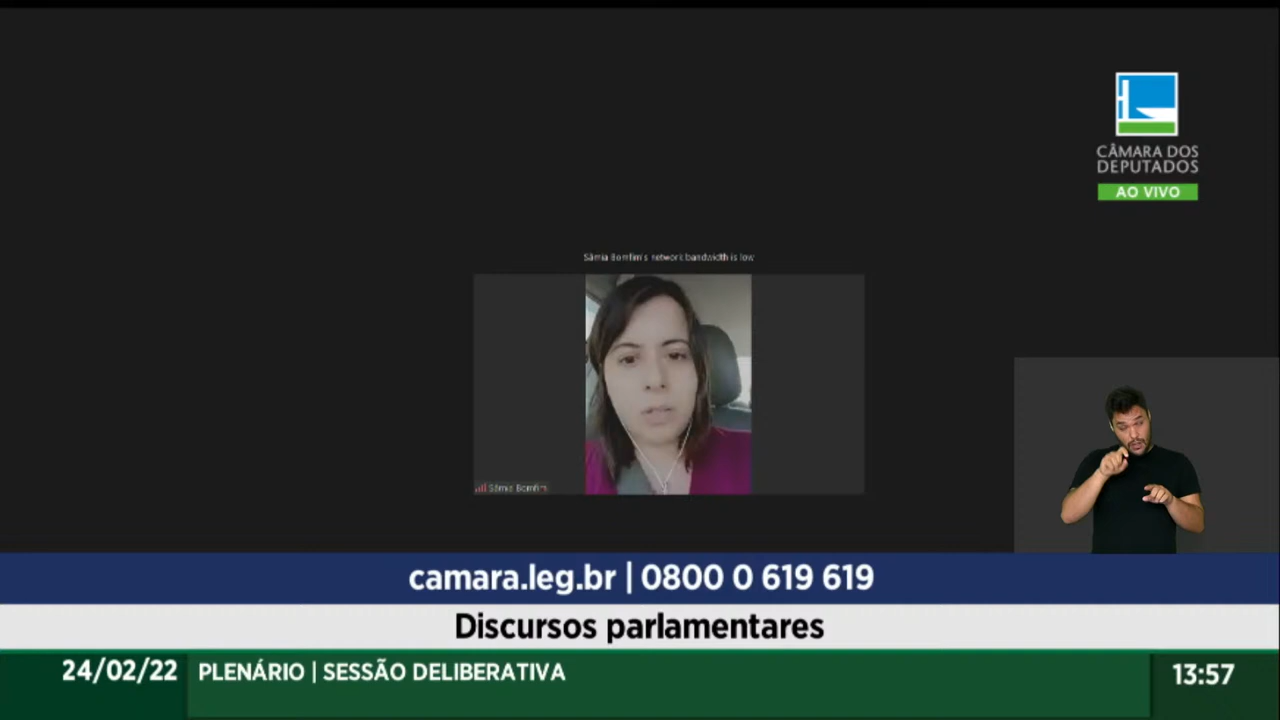 CÂMARA DOS
DEPUTADOS
AO VIVO
Sâmia Bomfim's network bandwidth is low
Sâmia Bomfim
camara.leg.br | 0800 0 619 619
Discursos parlamentares
24/02/22 PLENÁRIO | SESSÃO DELIBERATIVA 13:57